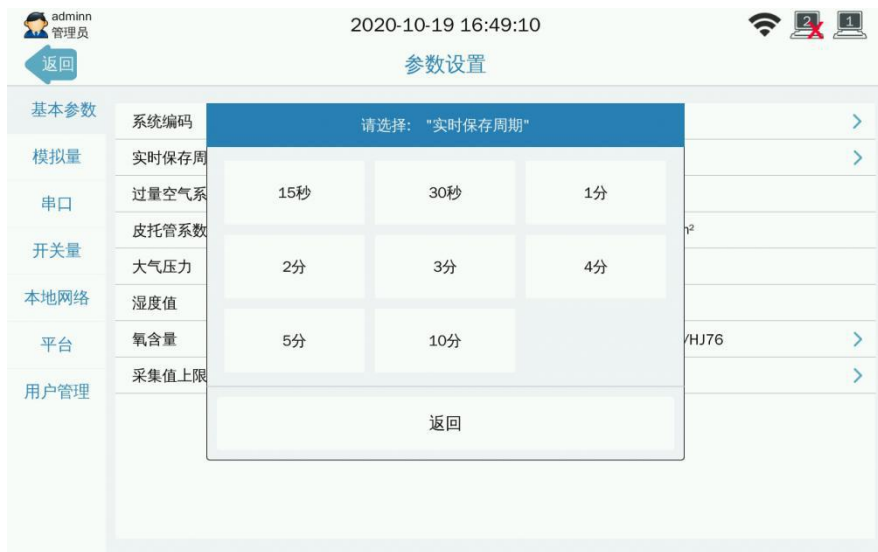 adminn
管理员
2020-10-19 16:49:10
2
1
返回
参数设置
基本参数
模拟量
串口
开关量
本地网络
平台
用户管理
系统编码
实时保存周
过量空气系
皮托管系数
大气压力
湿度值
氧含量
/HJ76
采集值上限
请选择: "实时保存周期"
15秒
30秒
1分
2分
3分
4分
5分
10分
返回